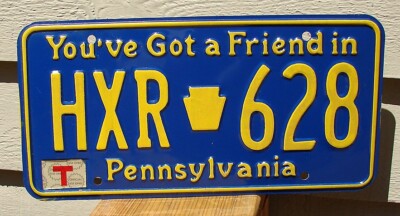 You've Got a Friend in
HXR 628
T
Pennsylvania